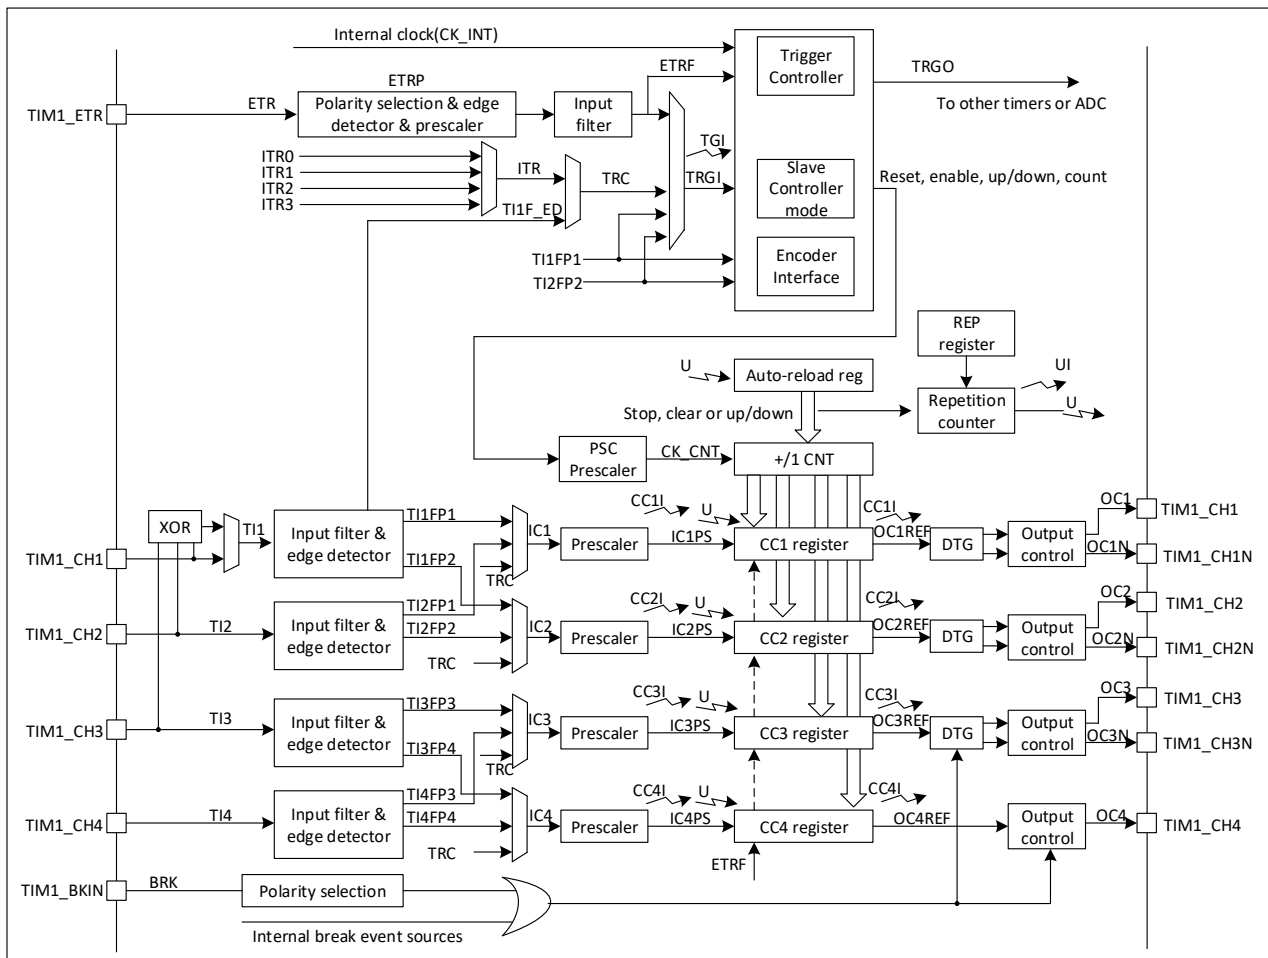 Internal clock(CK_INT)
Trigger
Controller
ETRF
TRGO
ETRP
ETR
Polarity selection & edge
detector & prescaler
Input
filter
To other timers or ADC
TIM1_ETR
TGI
ITR0
ITR1
ITR2
ITR3
ITR
TRC
TRGI
Slave
Controller
mode
Reset, enable, up/down, count
TI1F_ED
TI1FP1
TI2FP2
Encoder
Interface
REP
register
U
Auto-reload reg
UI
Stop, clear or up/down
Repetition
counter
U
PSC
Prescaler
CK_CNT
+/1 CNT
XOR
TI1
Input filter &
edge detector
TI1FP1
TI1FP2
TRC
IC1
Prescaler
CC1I
U
IC1PS
CC1 register
CC1I
OC1REF
DTG
Output
control
OC1
OC1N
TIM1_CH1
TIM1_CH1N
TIM1_CH1
TIM1_CH2
TI2
Input filter &
edge detector
TI2FP1
TI2FP2
TRC
IC2
Prescaler
CC2I
U
IC2PS
CC2 register
CC2I
OC2REF
DTG
Output
control
OC2
OC2N
TIM1_CH2
TIM1_CH2N
TIM1_CH3
TI3
Input filter &
edge detector
TI3FP3
TI3FP4
TRC
IC3
Prescaler
CC3I
U
IC3PS
CC3 register
CC3I
OC3REF
DTG
Output
control
OC3
OC3N
TIM1_CH3
TIM1_CH3N
TIM1_CH4
TI4
Input filter &
edge detector
TI4FP3
TI4FP4
TRC
IC4
Prescaler
CC4I
U
IC4PS
CC4 register
CC4I
OC4REF
Output
control
OC4
TIM1_CH4
ETRF
TIM1_BKIN
BRK
Polarity selection
Internal break event sources